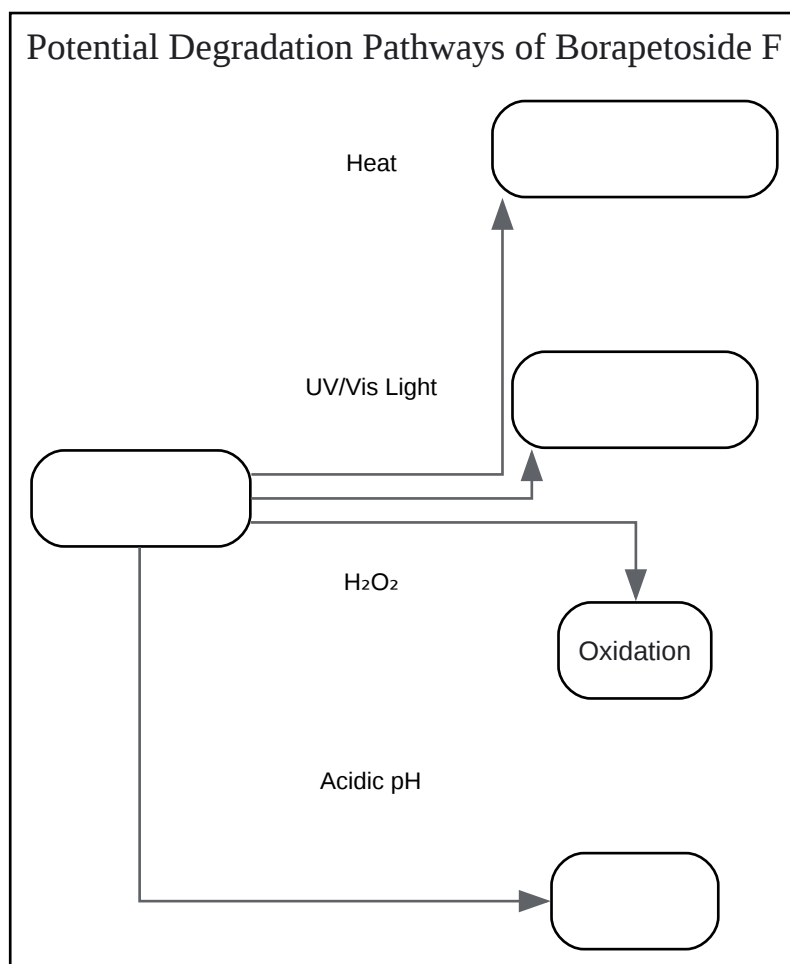 Potential Degradation Pathways of Borapetoside F
Heat
UV/Vis Light
H₂O₂
Oxidation
Acidic pH